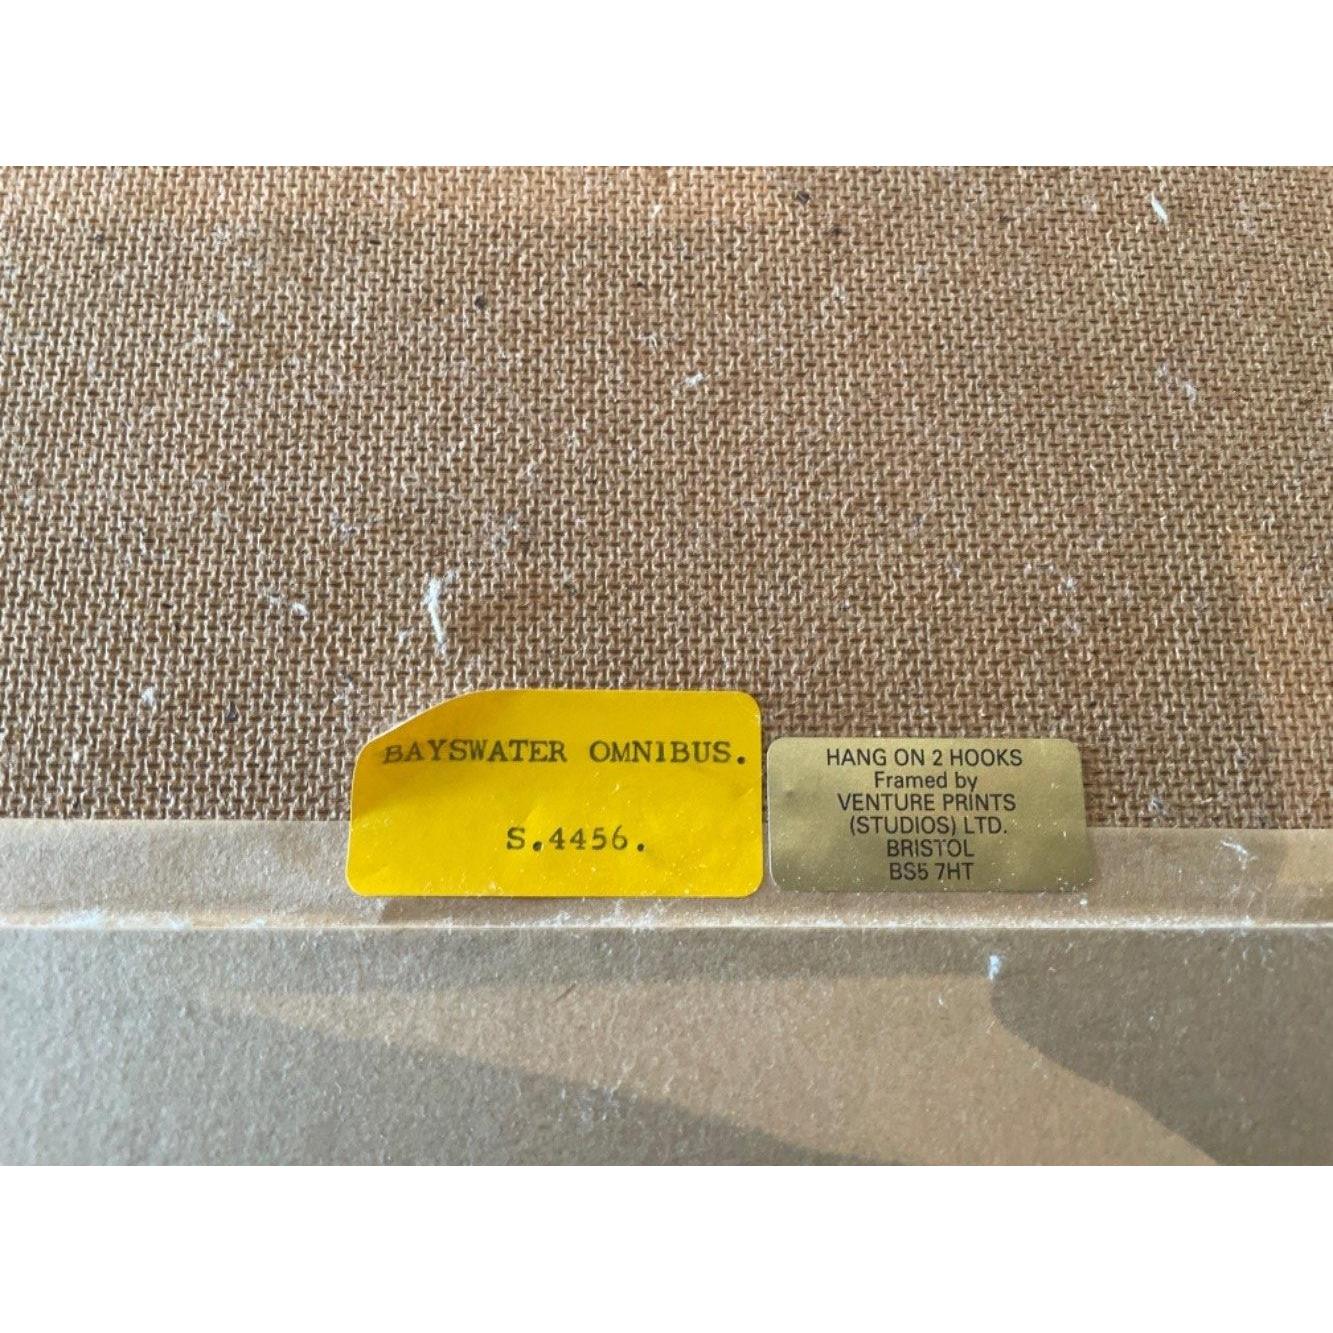 BAYSWATER OMNIBUS.
S.4456.
HANG ON 2 HOOKS
Framed by
VENTURE PRINTS
(STUDIOS) LTD.
BRISTOL
BS5 7HT